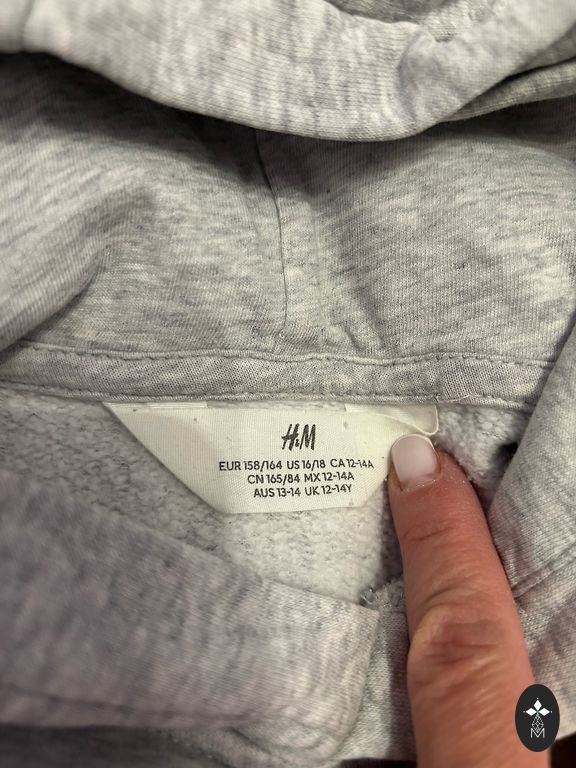 H&M
EUR 158/164 US 16/18 CA 12-14A
CN 165/84 MX 12-14A
AUS 13-14 UK 12-14Y
M